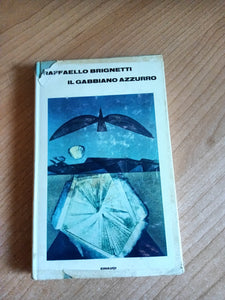 RAFFAELLO BRIGNETTI
IL GABBIANO AZZURRO
EINAUDI